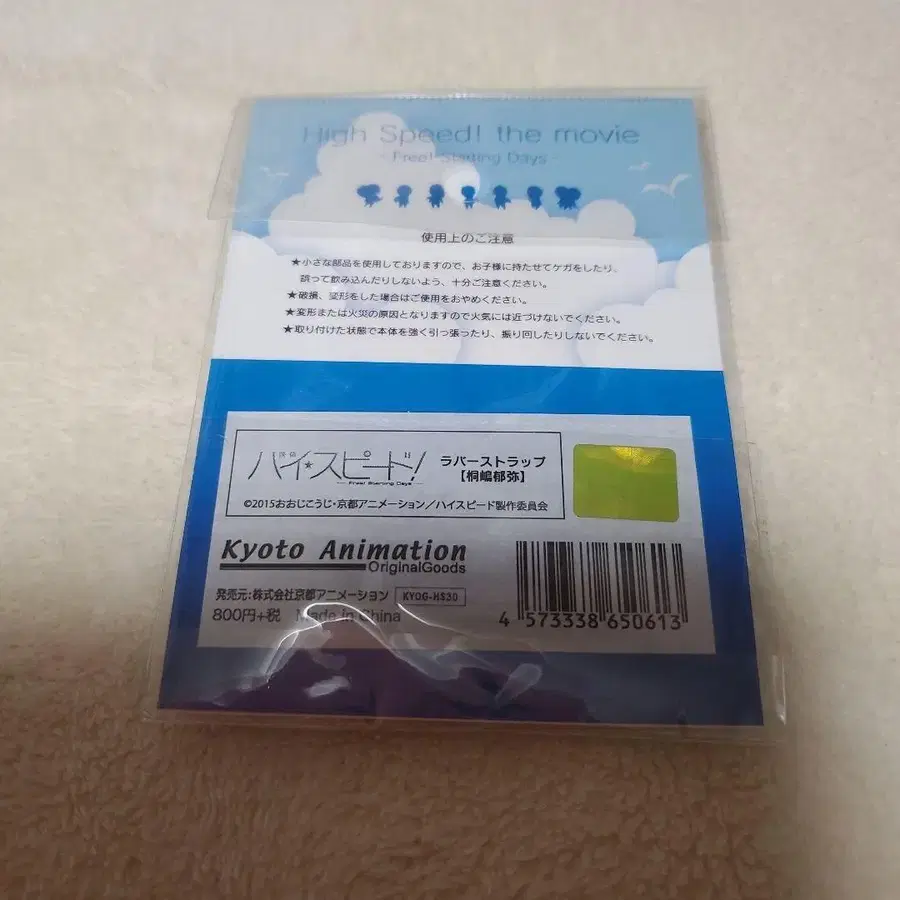 High Speed! the movie
- Free! Starting Days -
使用上のご注意
★小さな部品を使用しておりますので、お子様に持たせてケガをしたり、
誤って飲み込んだりしないよう、十分ご注意ください。
★破損、変形をした場合はご使用をおやめください。
★変形または火災の原因となりますので火気には近づけないでください。
★取り付けた状態で本体を強く引っ張ったり、振り回したりしないでください。
映画
ハイ★スピード!
Free! Starting Days
ラバーストラップ
【桐嶋郁弥】
©2015おおじこうじ・京都アニメーション/ハイスピード製作委員会
Kyoto Animation
OriginalGoods
発売元:株式会社京都アニメーション KYOG-HS30
800円+税 Made in China
4 573338 650613